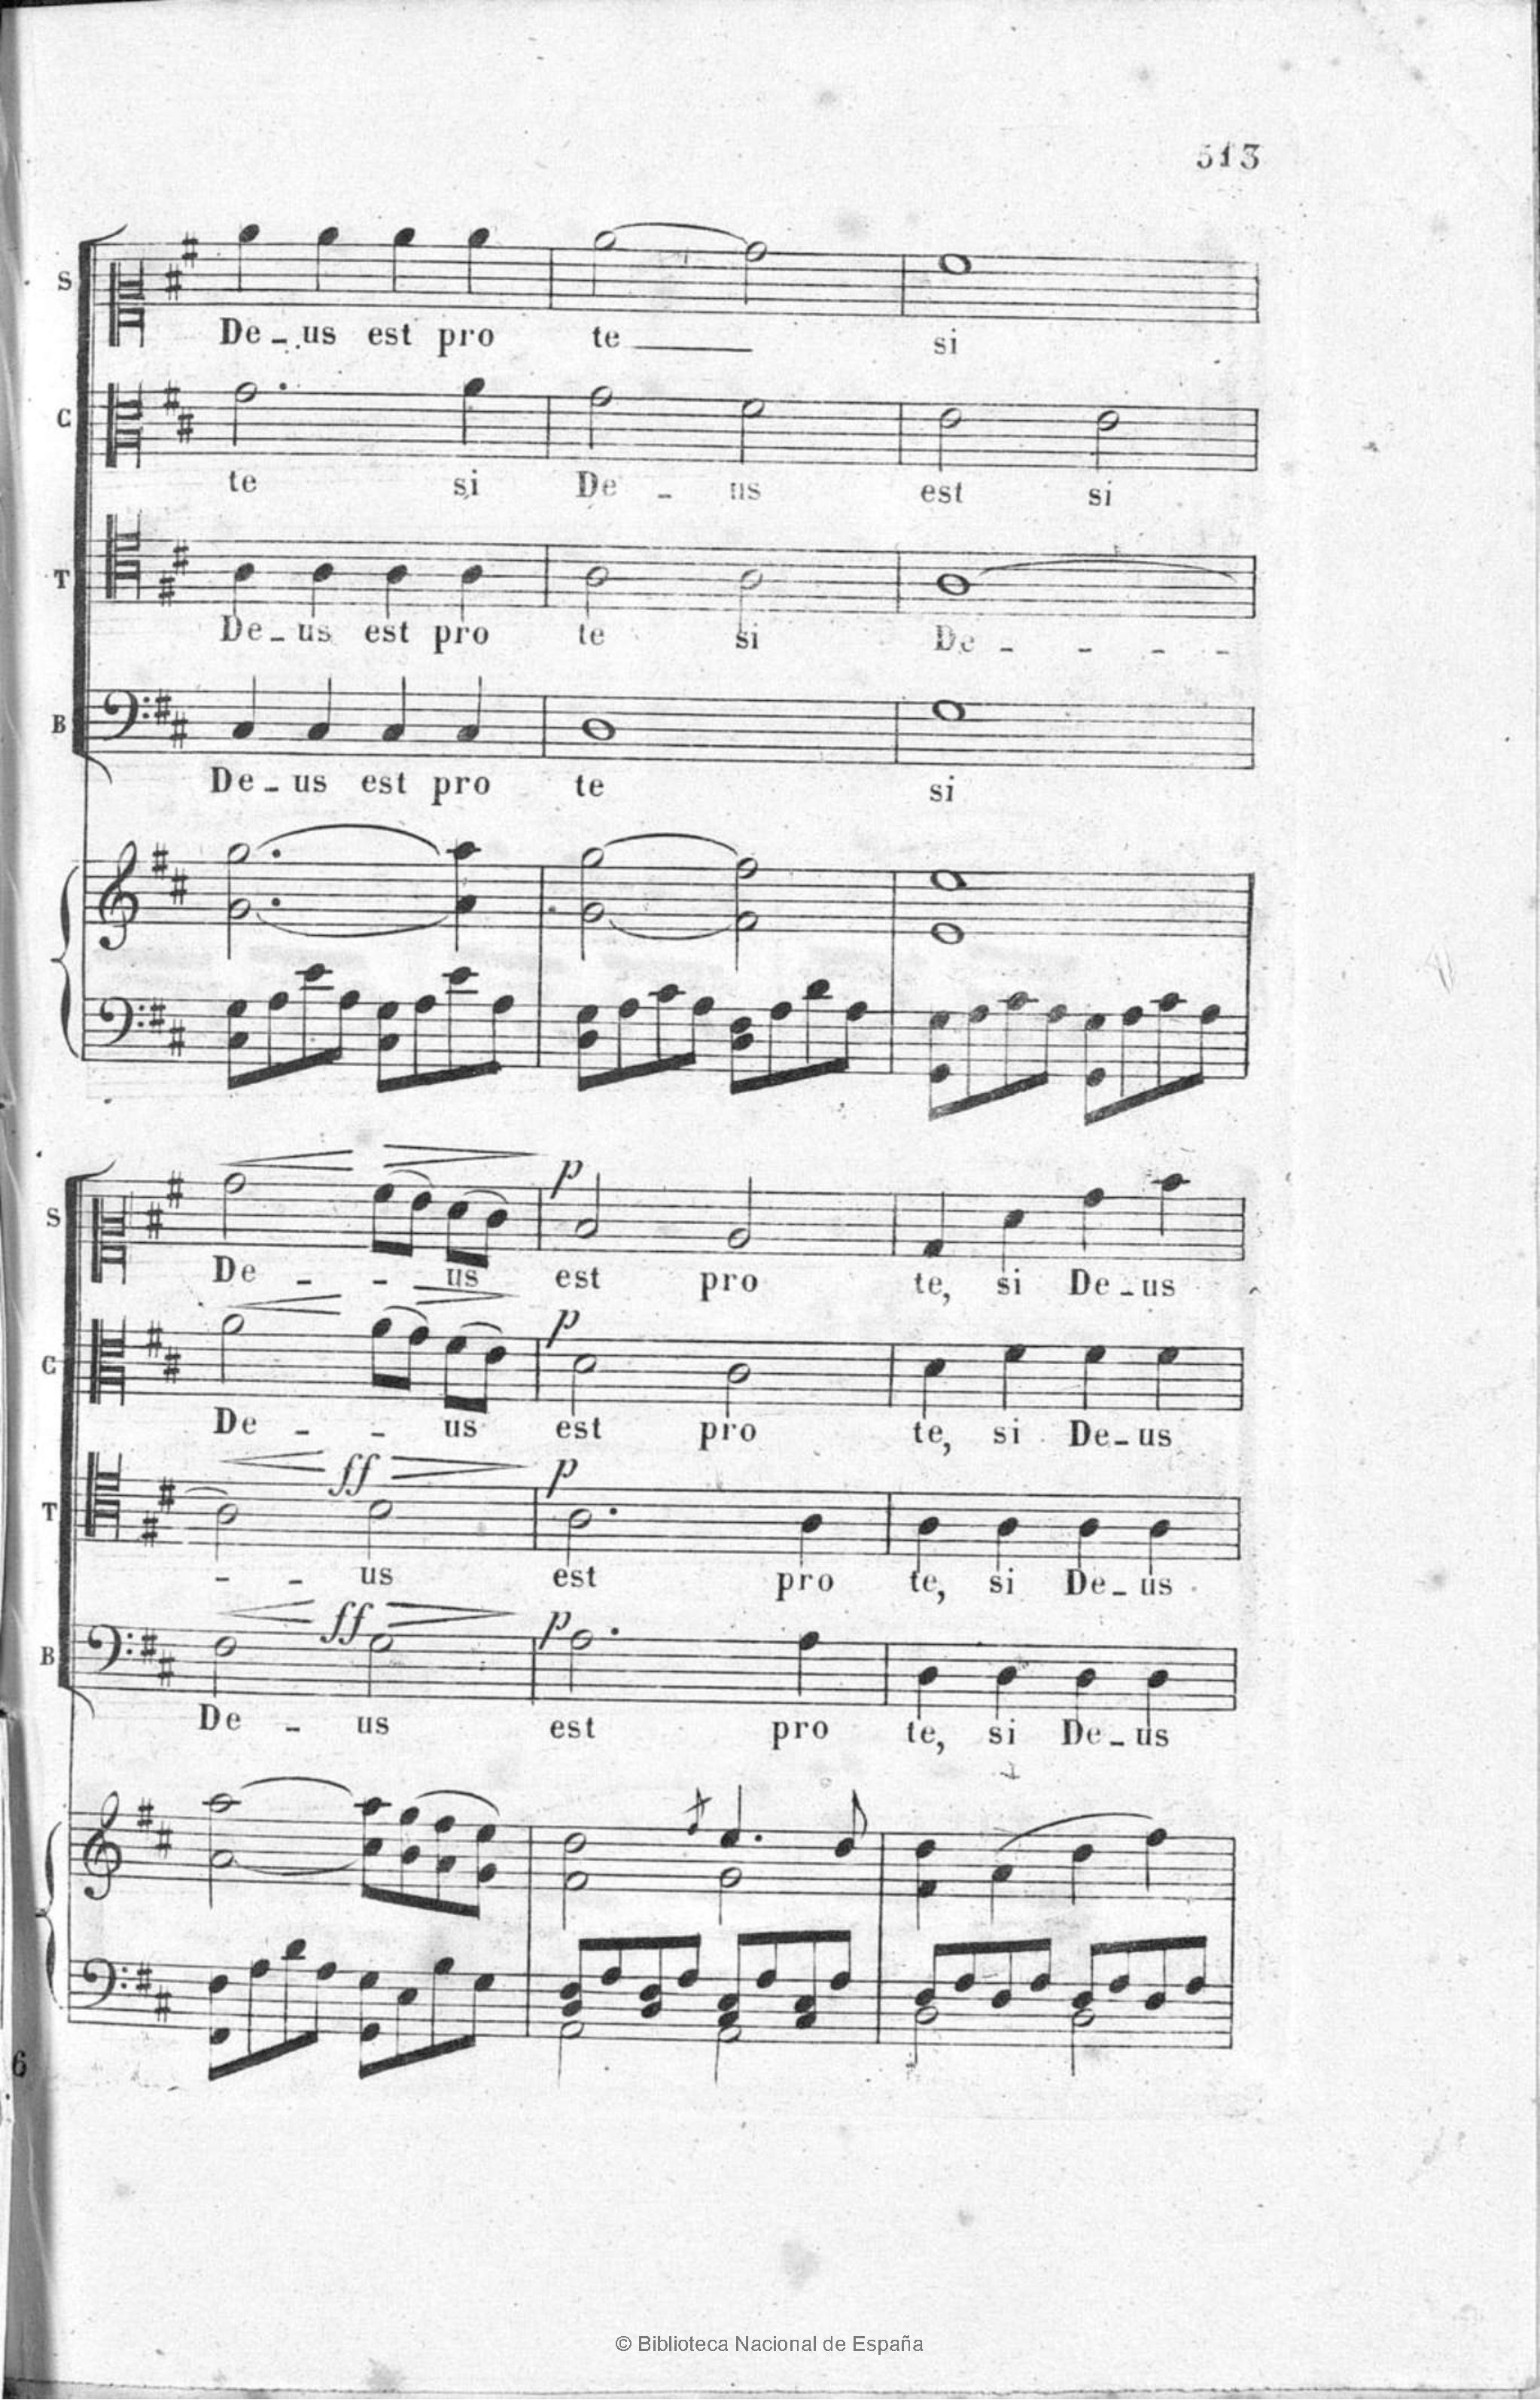 513
S
De-us est pro te si
C
te si De-us est si
T
De-us est pro te si De-
B
De-us est pro te si
p
S
De-us est pro te, si De-us
p
C
De-us est pro te, si De-us
ff p
T
-us est pro te, si De-us
ff p
B
De-us est pro te, si De-us
6
© Biblioteca Nacional de España